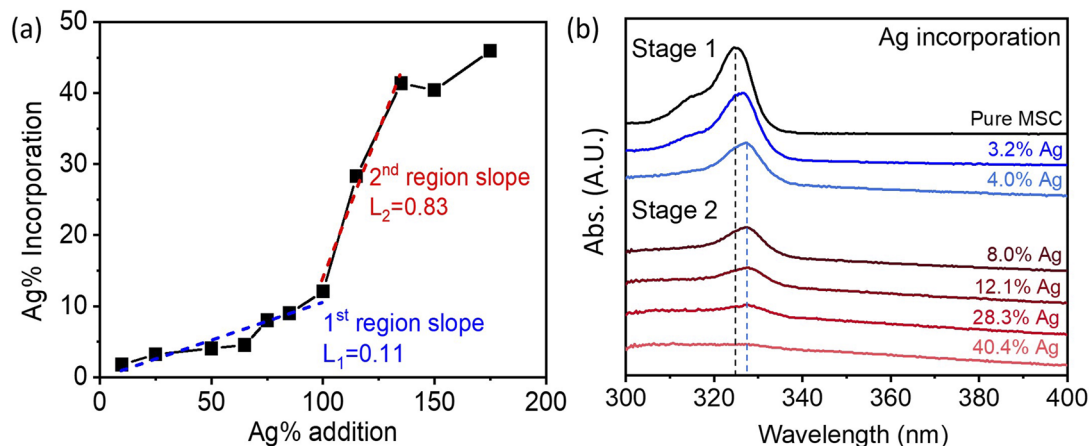 (a)
50
40
30
20
10
0
Ag% Incorporation
2nd region slope
L2=0.83
1st region slope
L1=0.11
0
50
100
150
200
Ag% addition
(b)
Stage 1
Ag incorporation
Pure MSC
3.2% Ag
4.0% Ag
Stage 2
8.0% Ag
12.1% Ag
28.3% Ag
40.4% Ag
Abs. (A.U.)
300
320
340
360
380
400
Wavelength (nm)